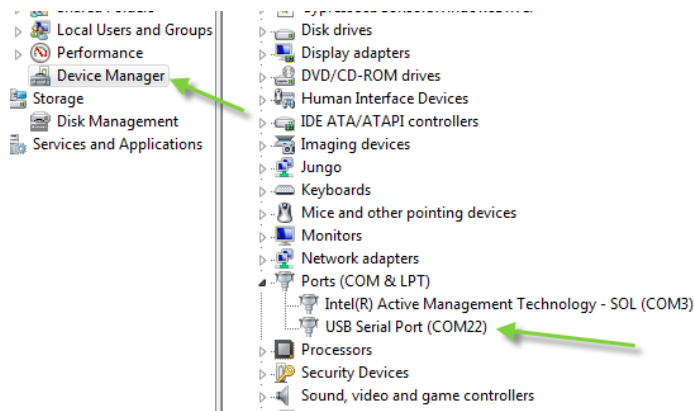 Local Users and Groups
Performance
Device Manager
Storage
Disk Management
Services and Applications
Disk drives
Display adapters
DVD/CD-ROM drives
Human Interface Devices
IDE ATA/ATAPI controllers
Imaging devices
Jungo
Keyboards
Mice and other pointing devices
Monitors
Network adapters
Ports (COM & LPT)
Intel(R) Active Management Technology - SOL (COM3)
USB Serial Port (COM22)
Processors
Security Devices
Sound, video and game controllers